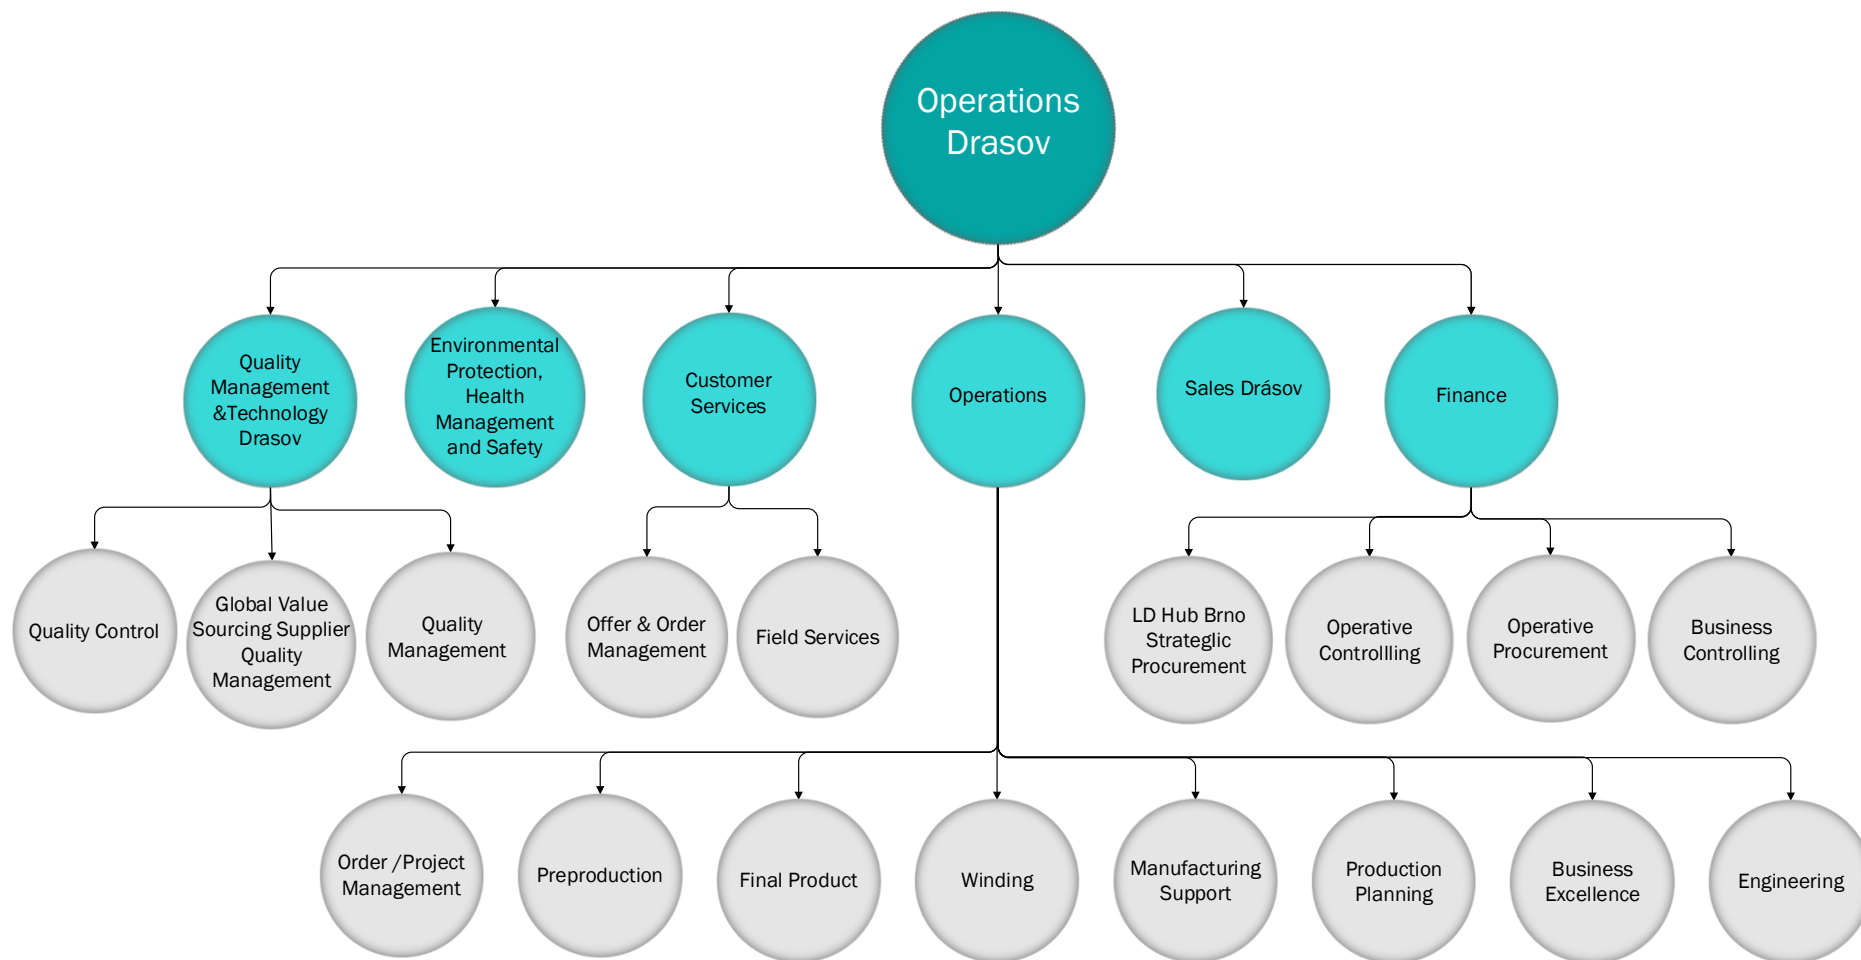 Operations
Drasov
Quality
Management
&Technology
Drasov
Environmental
Protection,
Health
Management
and Safety
Customer
Services
Operations
Sales Drásov
Finance
Quality Control
Global Value
Sourcing Supplier
Quality
Management
Quality
Management
Offer & Order
Management
Field Services
LD Hub Brno
Strateglic
Procurement
Operative
Controllling
Operative
Procurement
Business
Controlling
Order /Project
Management
Preproduction
Final Product
Winding
Manufacturing
Support
Production
Planning
Business
Excellence
Engineering